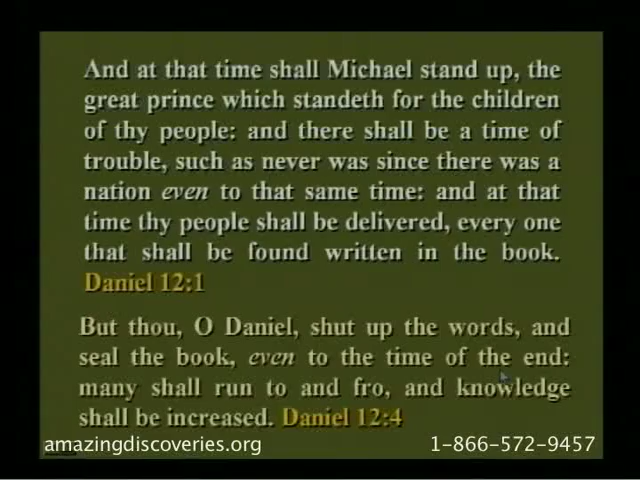 And at that time shall Michael stand up, the
great prince which standeth for the children
of thy people: and there shall be a time of
trouble, such as never was since there was a
nation even to that same time: and at that
time thy people shall be delivered, every one
that shall be found written in the book.
Daniel 12:1
But thou, O Daniel, shut up the words, and
seal the book, even to the time of the end:
many shall run to and fro, and knowledge
shall be increased. Daniel 12:4
amazingdiscoveries.org 1-866-572-9457